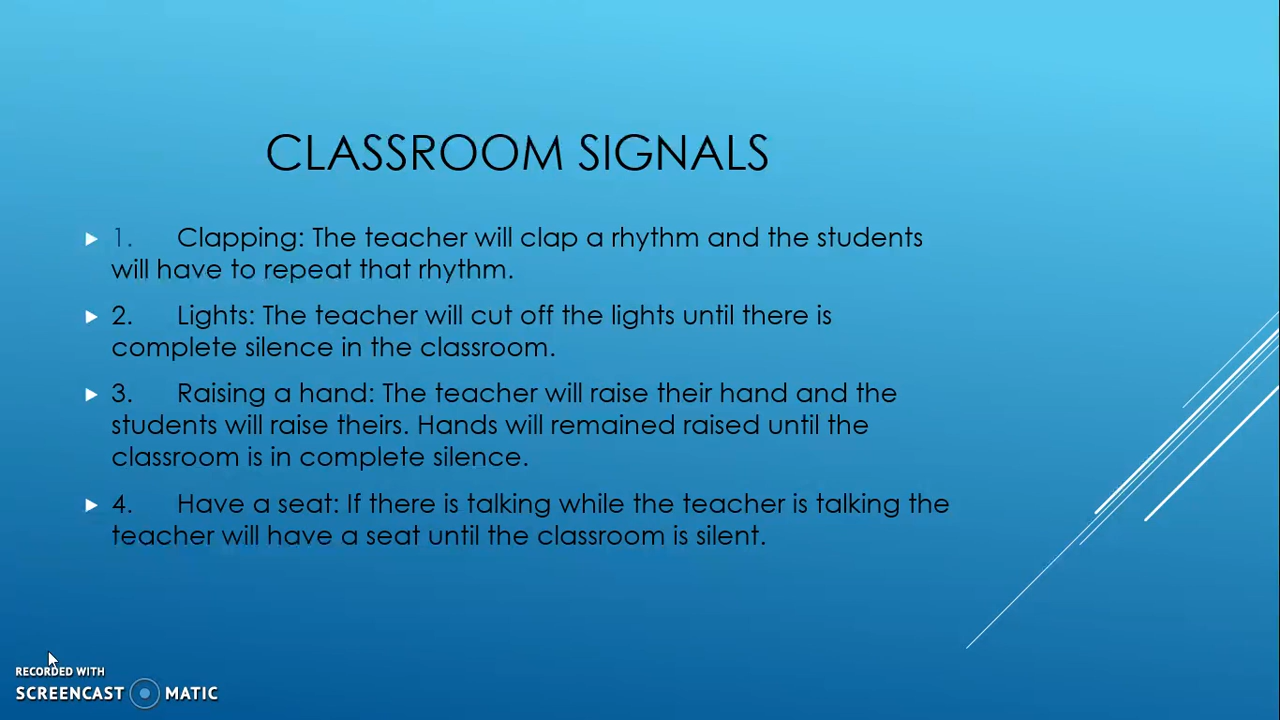 CLASSROOM SIGNALS
1. Clapping: The teacher will clap a rhythm and the students
will have to repeat that rhythm.
2. Lights: The teacher will cut off the lights until there is
complete silence in the classroom.
3. Raising a hand: The teacher will raise their hand and the
students will raise theirs. Hands will remained raised until the
classroom is in complete silence.
4. Have a seat: If there is talking while the teacher is talking the
teacher will have a seat until the classroom is silent.
RECORDED WITH
SCREENCAST MATIC